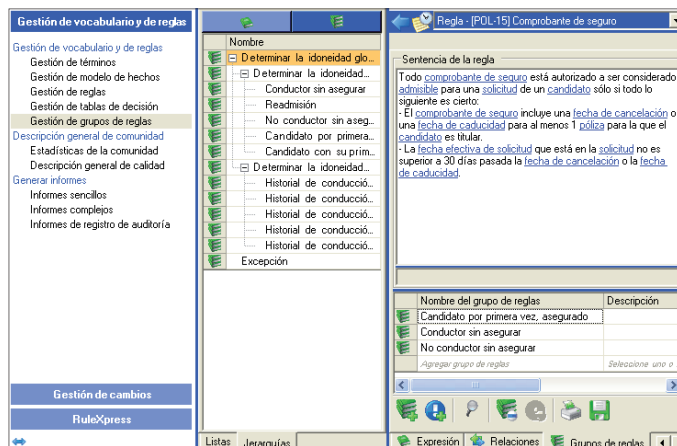 Gestión de vocabulario y de reglas
Gestión de vocabulario y de reglas
Gestión de términos
Gestión de modelo de hechos
Gestión de reglas
Gestión de tablas de decisión
Gestión de grupos de reglas
Descripción general de comunidad
Estadísticas de la comunidad
Descripción general de calidad
Generar informes
Informes sencillos
Informes complejos
Informes de registro de auditoría
Gestión de cambios
RuleXpress
Nombre
Determinar la idoneidad glo...
Determinar la idoneidad...
Conductor sin asegurar
Readmisión
No conductor sin aseg...
Candidato por primera...
Candidato con su prim...
Determinar la idoneidad...
Historial de conducció...
Historial de conducció...
Historial de conducció...
Historial de conducció...
Historial de conducció...
Excepción
Listas Jerarquías
Regla - [POL-15] Comprobante de seguro
Sentencia de la regla
Todo comprobante de seguro está autorizado a ser considerado
admisible para una solicitud de un candidato sólo si todo lo
siguiente es cierto:
- El comprobante de seguro incluye una fecha de cancelación o
una fecha de caducidad para al menos 1 póliza para la que el
candidato es titular.
- La fecha efectiva de solicitud que está en la solicitud no es
superior a 30 días pasada la fecha de cancelación o la fecha
de caducidad.
Nombre del grupo de reglas Descripción
Candidato por primera vez, asegurado
Conductor sin asegurar
No conductor sin asegurar
Agregar grupo de reglas Seleccione uno o
Expresión Relaciones Grupos de reglas